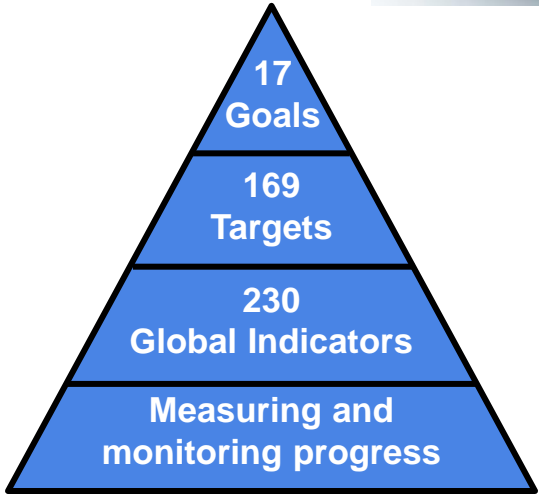 17
Goals
169
Targets
230
Global Indicators
Measuring and
monitoring progress